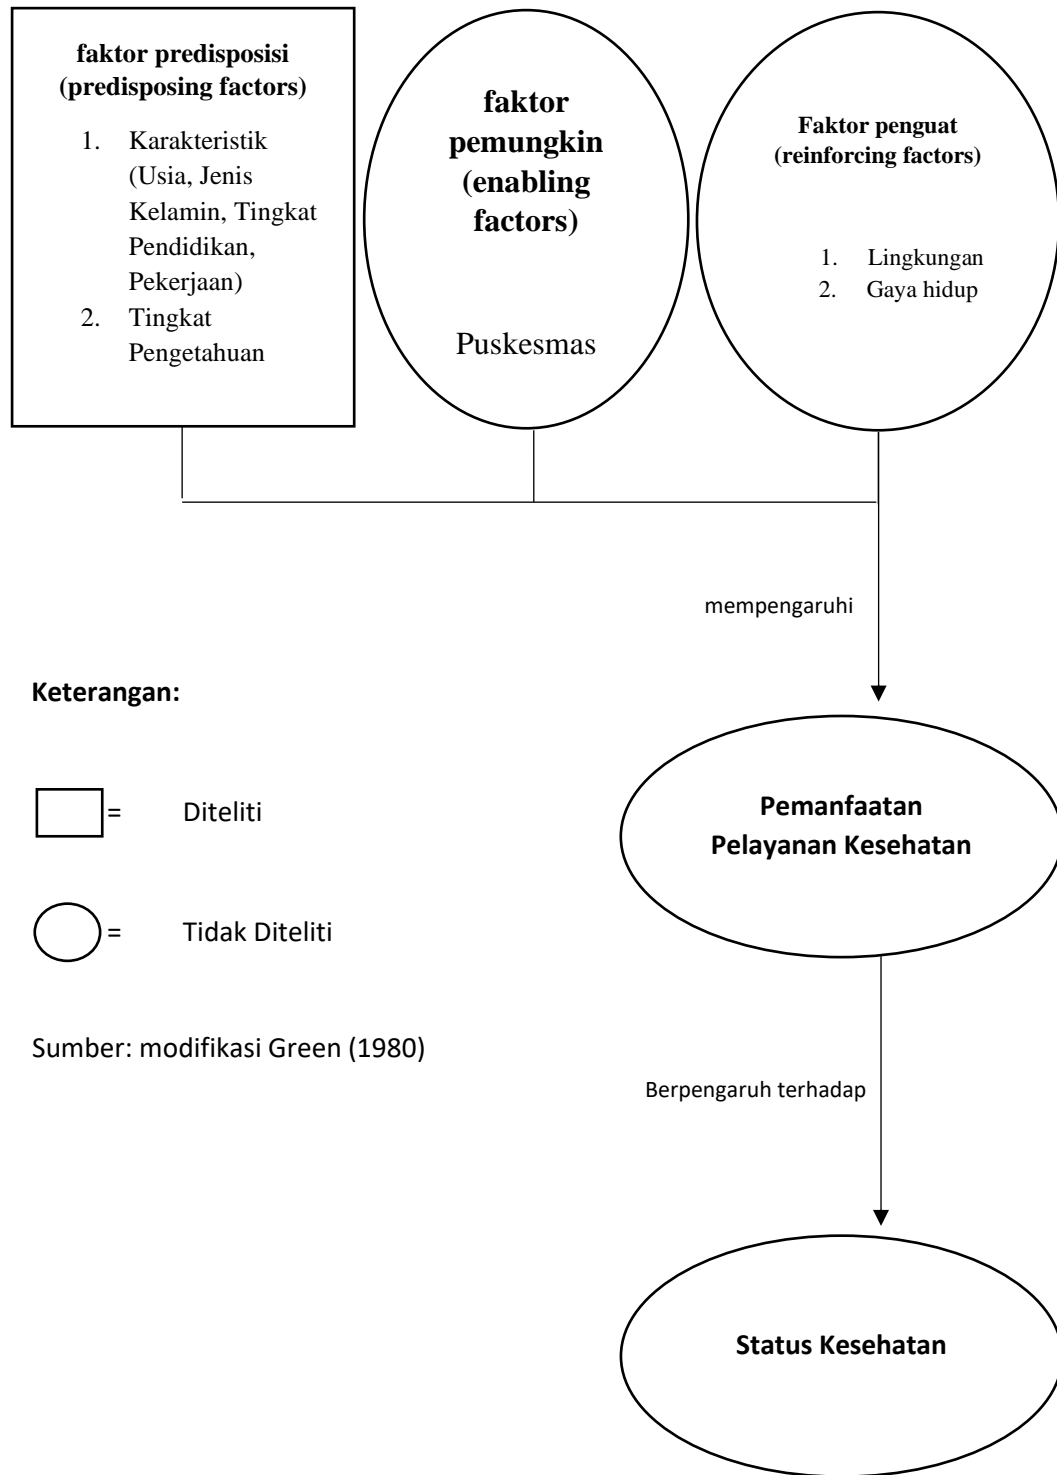 faktor predisposisi
(predisposing factors)
1. Karakteristik
(Usia, Jenis
Kelamin, Tingkat
Pendidikan,
Pekerjaan)
2. Tingkat
Pengetahuan
faktor
pemungkin
(enabling
factors)
Puskesmas
Faktor penguat
(reinforcing factors)
1. Lingkungan
2. Gaya hidup
mempengaruhi
Keterangan:
= Diteliti
= Tidak Diteliti
Sumber: modifikasi Green (1980)
Pemanfaatan
Pelayanan Kesehatan
Berpengaruh terhadap
Status Kesehatan